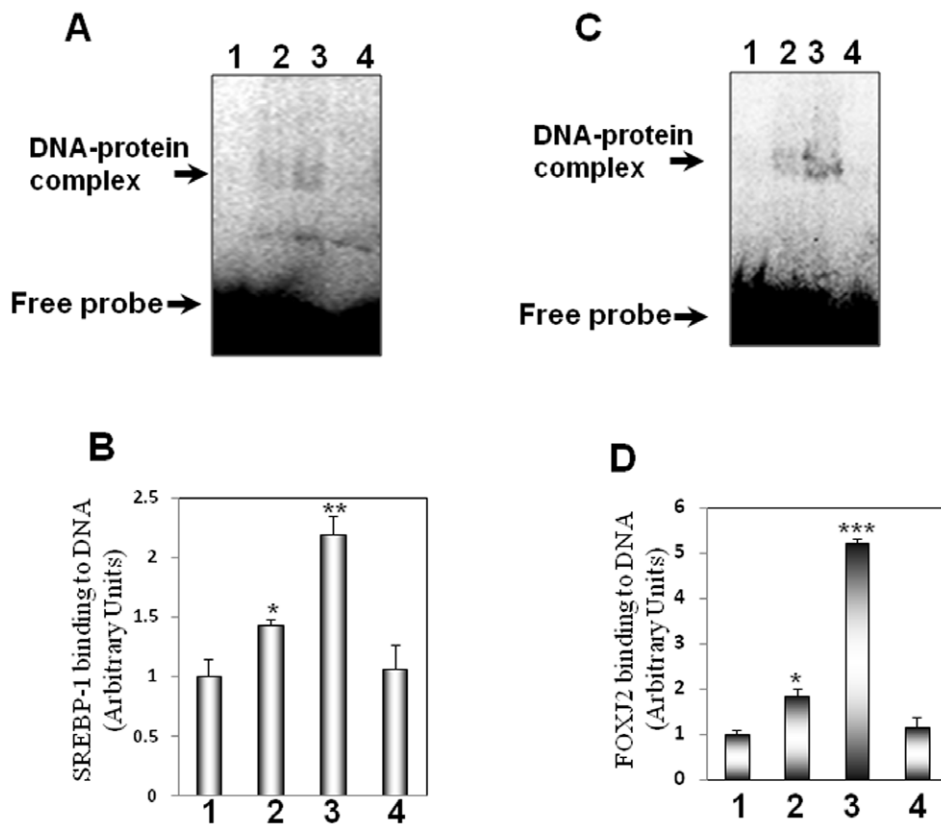 A
1 2 3 4
DNA-protein
complex
Free probe
B
SREBP-1 binding to DNA
(Arbitrary Units)
2.5
2
1.5
1
0.5
0
*
**
1 2 3 4
C
1 2 3 4
DNA-protein
complex
Free probe
D
FOXJ2 binding to DNA
(Arbitrary Units)
6
5
4
3
2
1
0
*
***
1 2 3 4